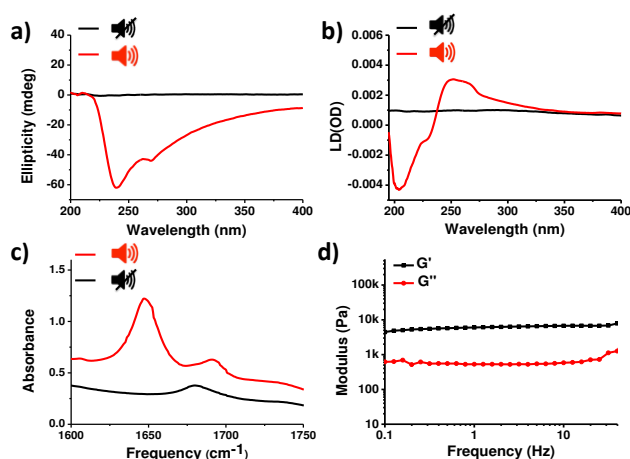 a)
Ellipticity (mdeg)
40
20
0
-20
-40
-60
200 250 300 350 400
Wavelength (nm)
b)
LD(OD)
0.006
0.004
0.002
0.000
-0.002
-0.004
200 250 300 350 400
Wavelength (nm)
c)
Absorbance
1.5
1.0
0.5
0.0
1600 1650 1700 1750
Frequency (cm-1)
d)
G'
G''
Modulus (Pa)
100k
10k
1k
100
10
0.1 1 10
Frequency (Hz)